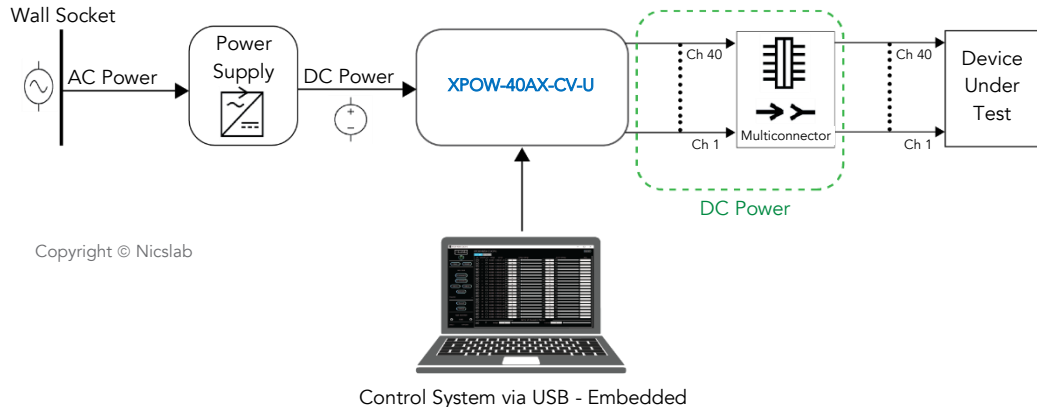 Wall Socket
AC Power
Power
Supply
DC Power
XPOW-40AX-CV-U
Ch 40
Ch 1
Multiconnector
Ch 40
Ch 1
Device
Under
Test
DC Power
Copyright © Nicslab
Control System via USB - Embedded